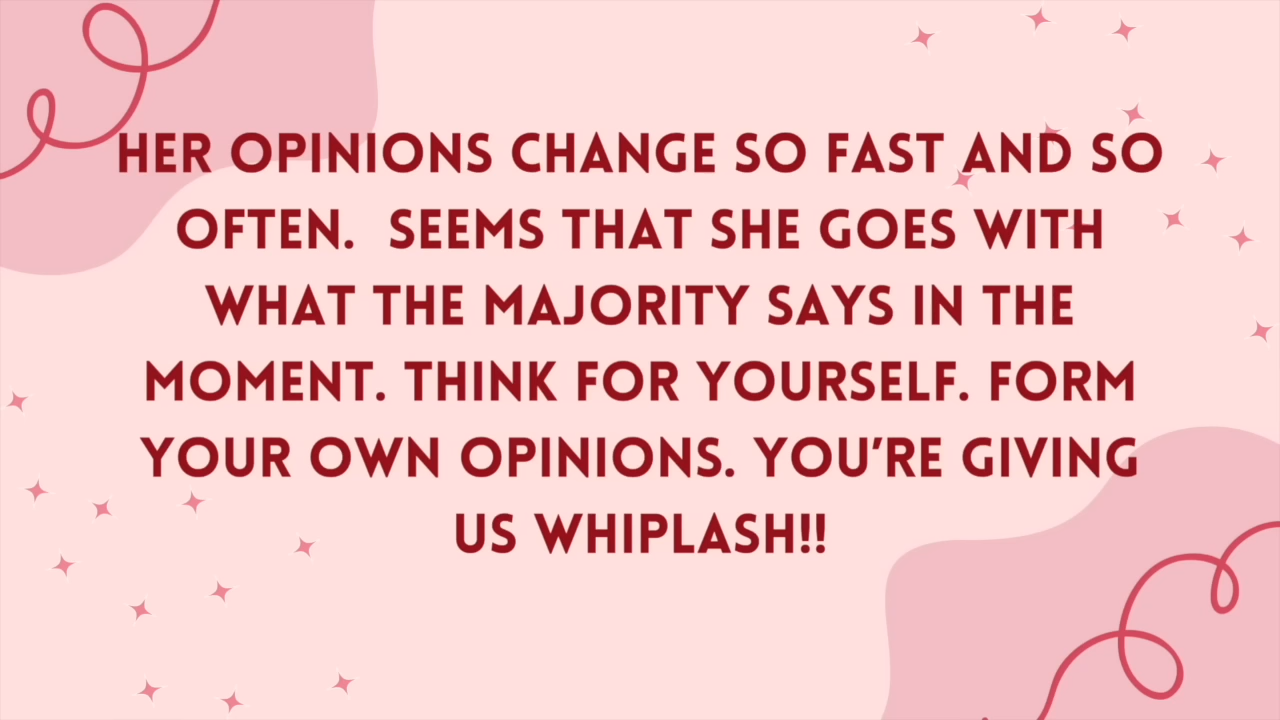 HER OPINIONS CHANGE SO FAST AND SO
OFTEN.  SEEMS THAT SHE GOES WITH
WHAT THE MAJORITY SAYS IN THE
MOMENT. THINK FOR YOURSELF. FORM
YOUR OWN OPINIONS. YOU’RE GIVING
US WHIPLASH!!